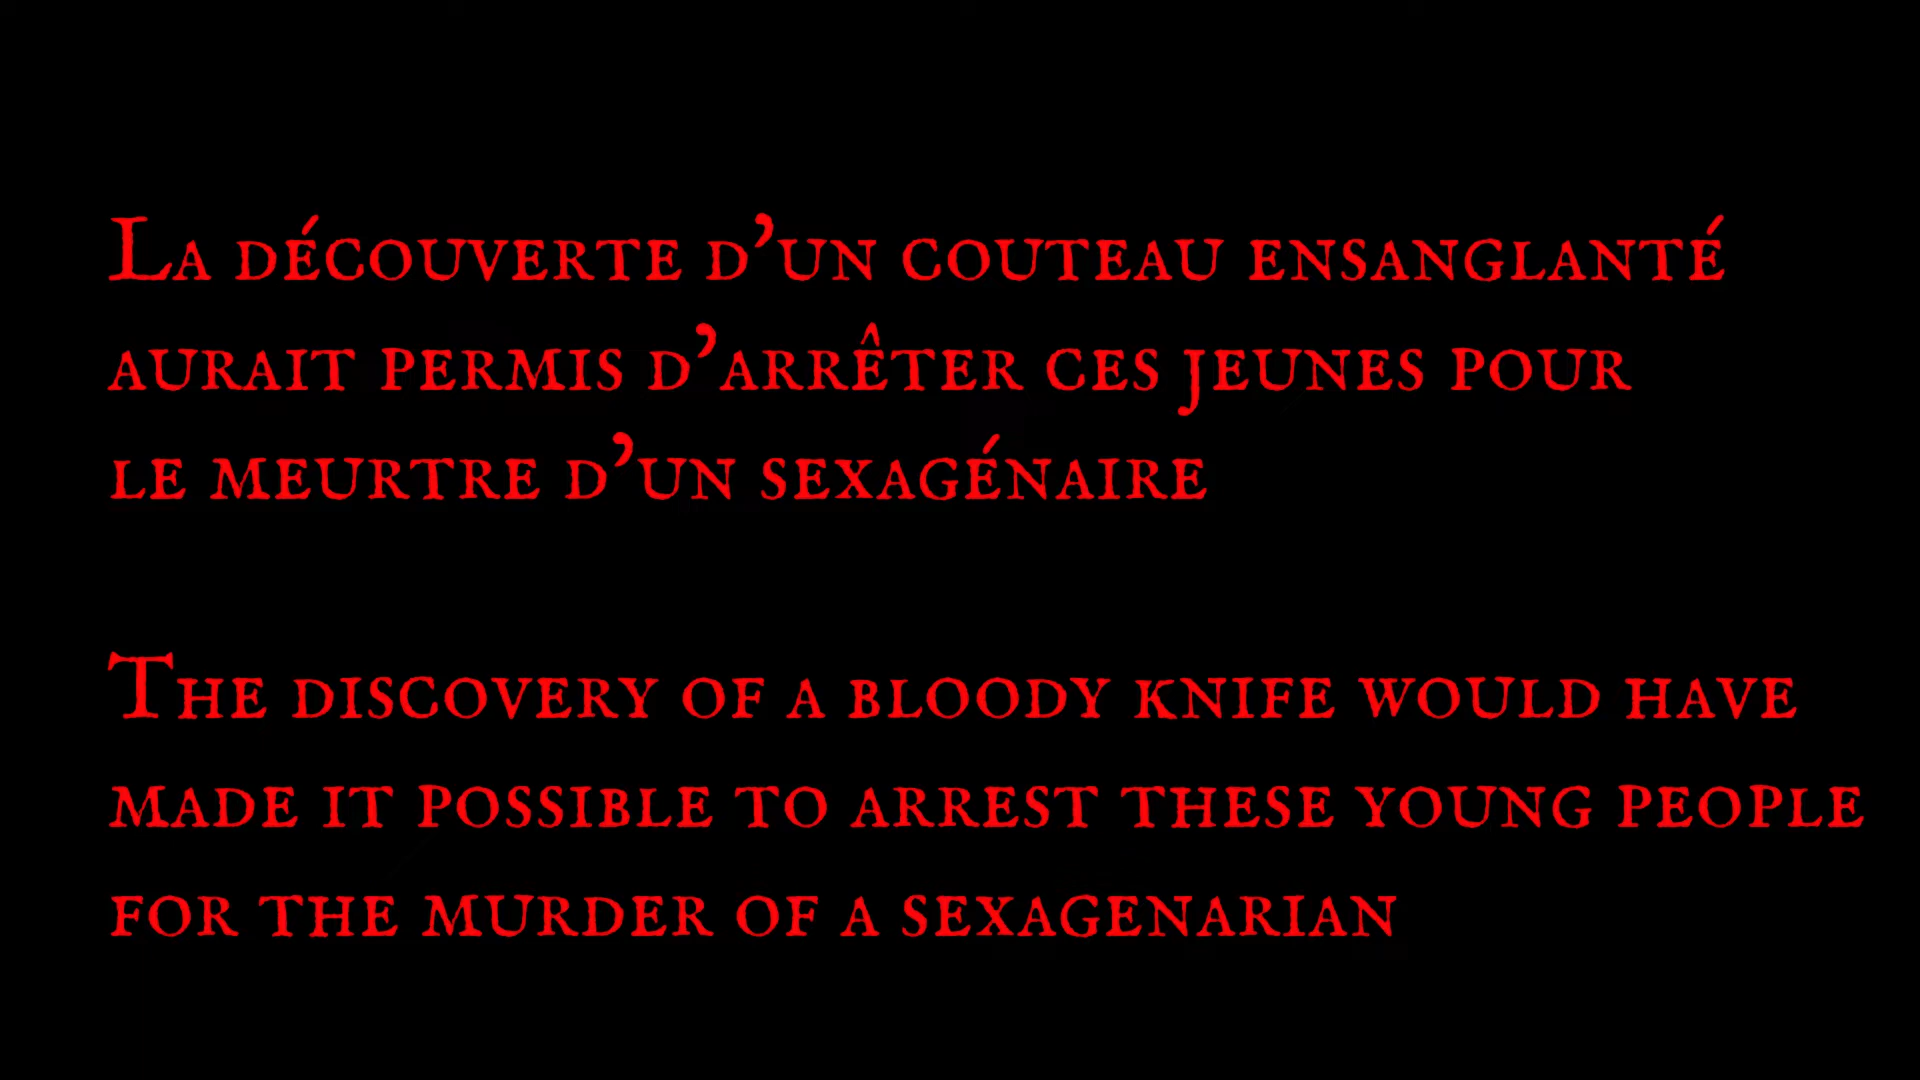 La découverte d’un couteau ensanglanté
aurait permis d’arrêter ces jeunes pour
le meurtre d’un sexagénaire
The discovery of a bloody knife would have
made it possible to arrest these young people
for the murder of a sexagenarian